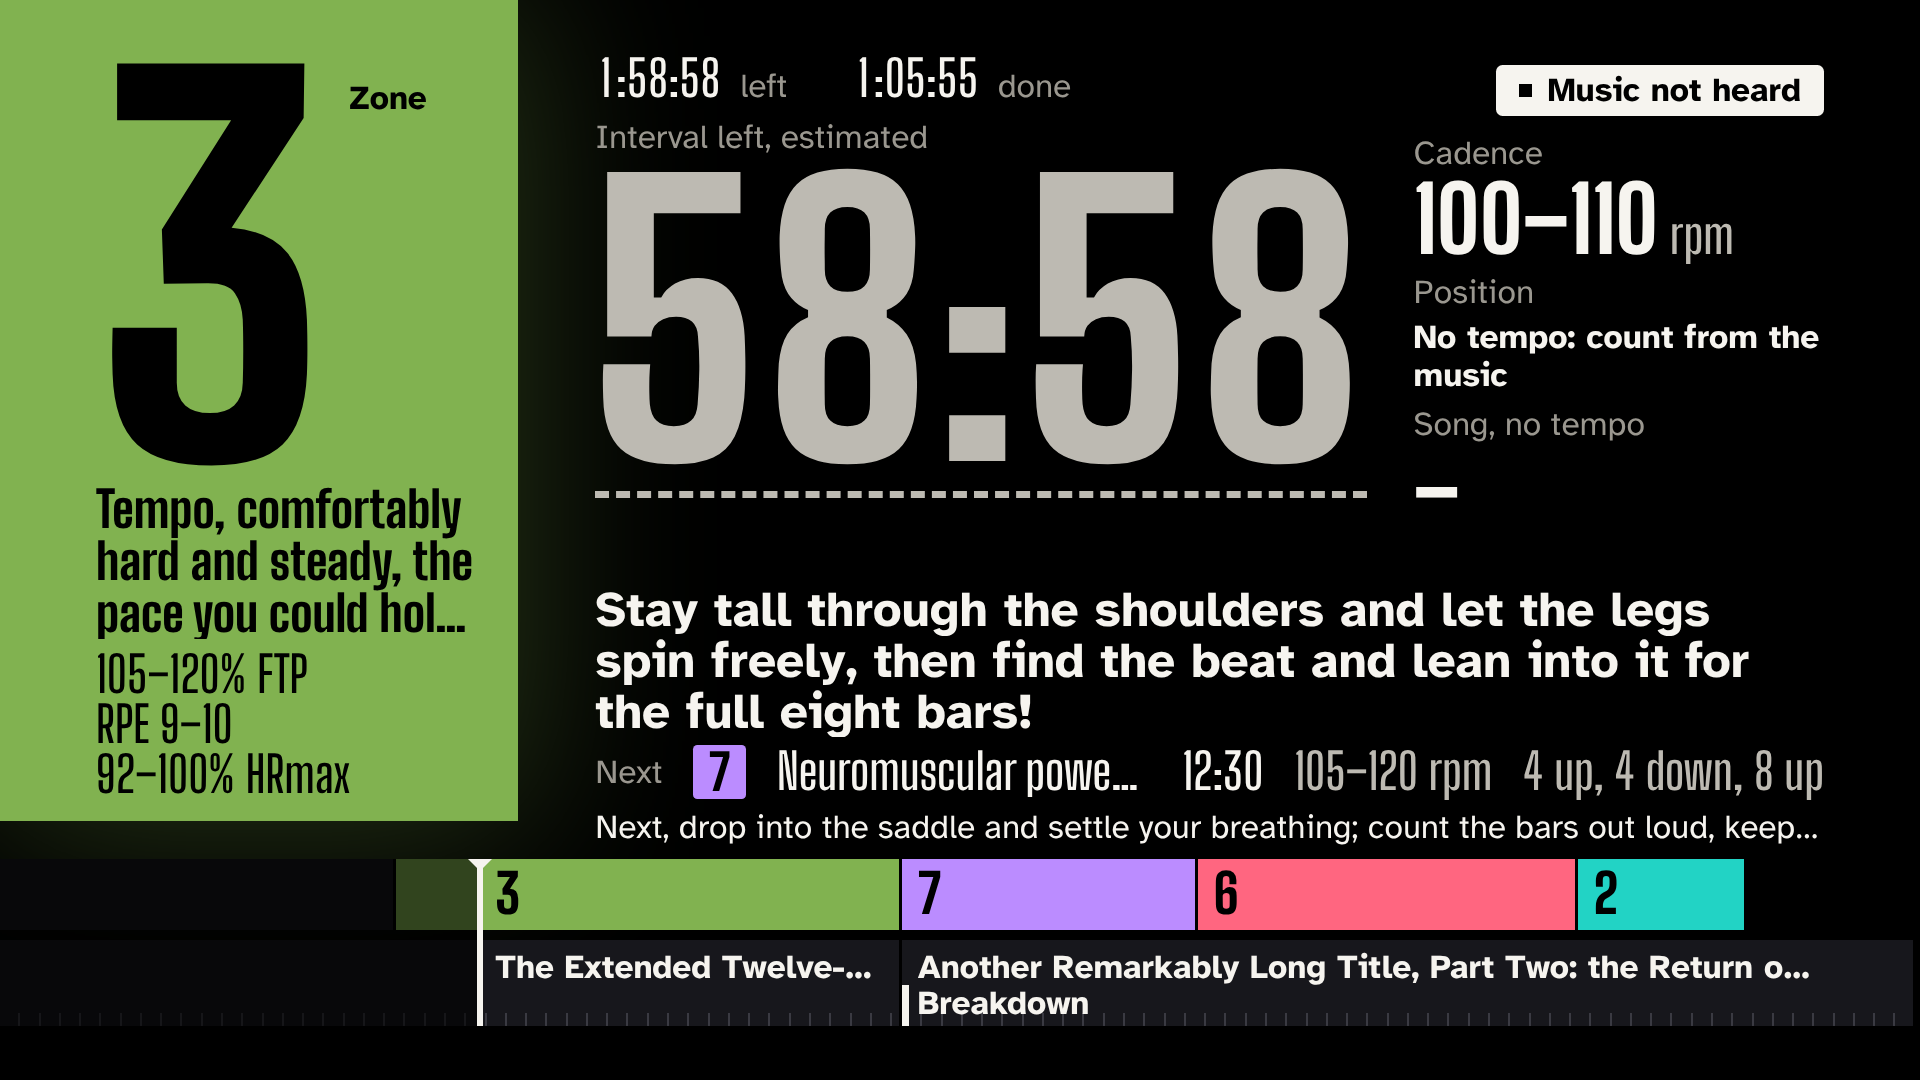 3
Zone
Tempo, comfortably
hard and steady, the
pace you could hol...
105–120% FTP
RPE 9–10
92–100% HRmax
1:58:58 left
1:05:55 done
Interval left, estimated
58:58
Music not heard
Cadence
100–110 rpm
Position
No tempo: count from the
music
Song, no tempo
–
Stay tall through the shoulders and let the legs
spin freely, then find the beat and lean into it for
the full eight bars!
Next 7 Neuromuscular powe... 12:30 105–120 rpm 4 up, 4 down, 8 up
Next, drop into the saddle and settle your breathing; count the bars out loud, keep...
3
7
6
2
The Extended Twelve-...
Another Remarkably Long Title, Part Two: the Return o...
Breakdown